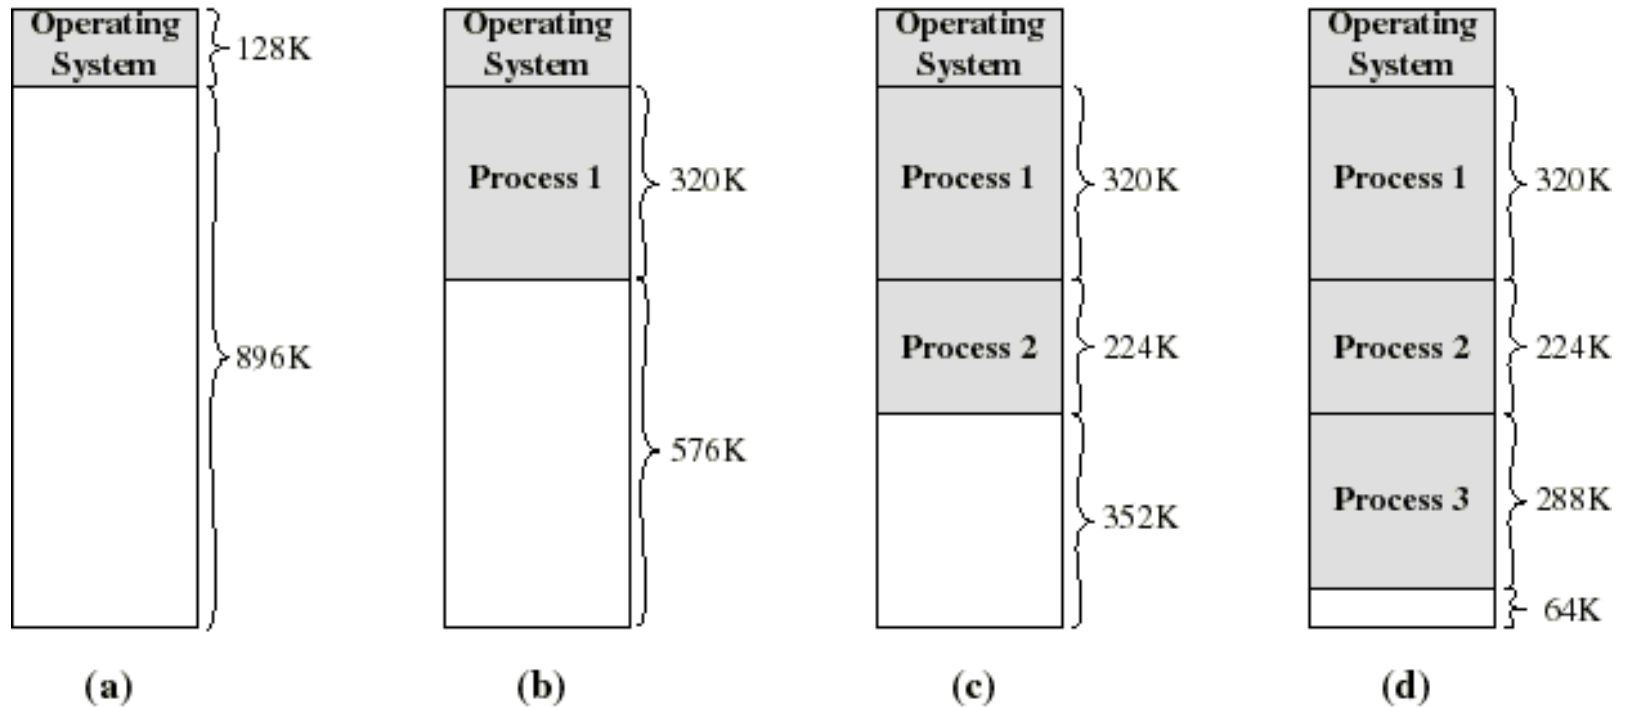 Operating
System
128K
896K
(a)
Operating
System
Process 1
320K
576K
(b)
Operating
System
Process 1
320K
Process 2
224K
352K
(c)
Operating
System
Process 1
320K
Process 2
224K
Process 3
288K
64K
(d)